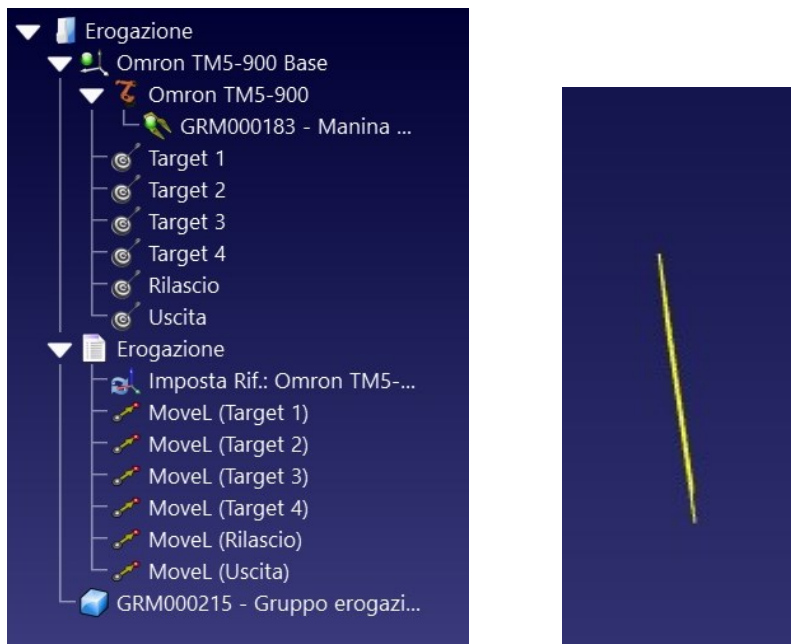 Erogazione
Omron TM5-900 Base
Omron TM5-900
GRM000183 - Manina ...
Target 1
Target 2
Target 3
Target 4
Rilascio
Uscita
Erogazione
Imposta Rif.: Omron TM5-...
MoveL (Target 1)
MoveL (Target 2)
MoveL (Target 3)
MoveL (Target 4)
MoveL (Rilascio)
MoveL (Uscita)
GRM000215 - Gruppo erogazi...